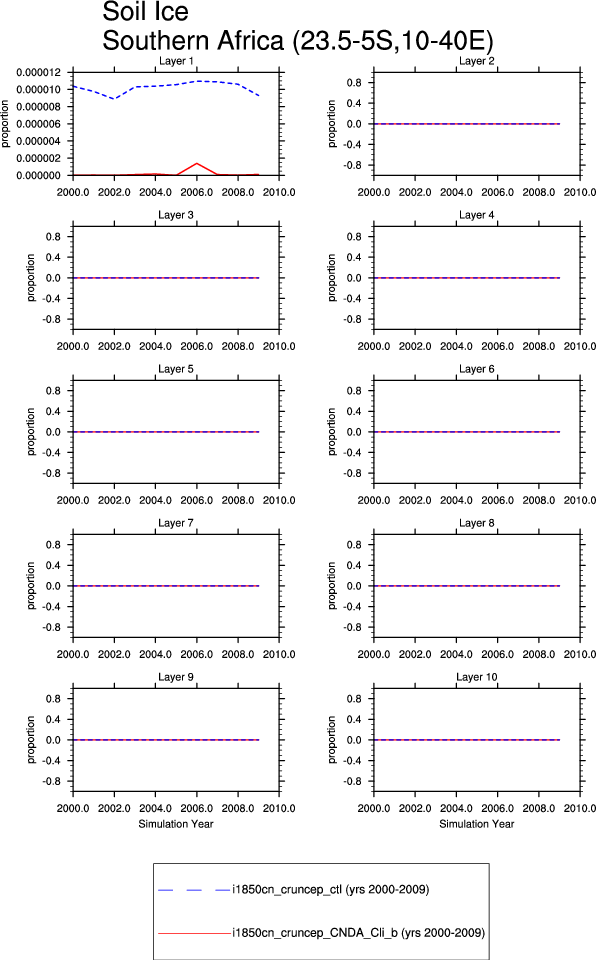 Soil Ice
Southern Africa (23.5-5S,10-40E)
Layer 1
0.000012
0.000010
0.000008
0.000006
0.000004
0.000002
0.000000
proportion
2000.0 2002.0 2004.0 2006.0 2008.0 2010.0
Layer 2
0.8
0.4
0.0
-0.4
-0.8
proportion
2000.0 2002.0 2004.0 2006.0 2008.0 2010.0
Layer 3
0.8
0.4
0.0
-0.4
-0.8
proportion
2000.0 2002.0 2004.0 2006.0 2008.0 2010.0
Layer 4
0.8
0.4
0.0
-0.4
-0.8
proportion
2000.0 2002.0 2004.0 2006.0 2008.0 2010.0
Layer 5
0.8
0.4
0.0
-0.4
-0.8
proportion
2000.0 2002.0 2004.0 2006.0 2008.0 2010.0
Layer 6
0.8
0.4
0.0
-0.4
-0.8
proportion
2000.0 2002.0 2004.0 2006.0 2008.0 2010.0
Layer 7
0.8
0.4
0.0
-0.4
-0.8
proportion
2000.0 2002.0 2004.0 2006.0 2008.0 2010.0
Layer 8
0.8
0.4
0.0
-0.4
-0.8
proportion
2000.0 2002.0 2004.0 2006.0 2008.0 2010.0
Layer 9
0.8
0.4
0.0
-0.4
-0.8
proportion
2000.0 2002.0 2004.0 2006.0 2008.0 2010.0
Simulation Year
Layer 10
0.8
0.4
0.0
-0.4
-0.8
proportion
2000.0 2002.0 2004.0 2006.0 2008.0 2010.0
Simulation Year
i1850cn_cruncep_ctl (yrs 2000-2009)
i1850cn_cruncep_CNDA_Cli_b (yrs 2000-2009)